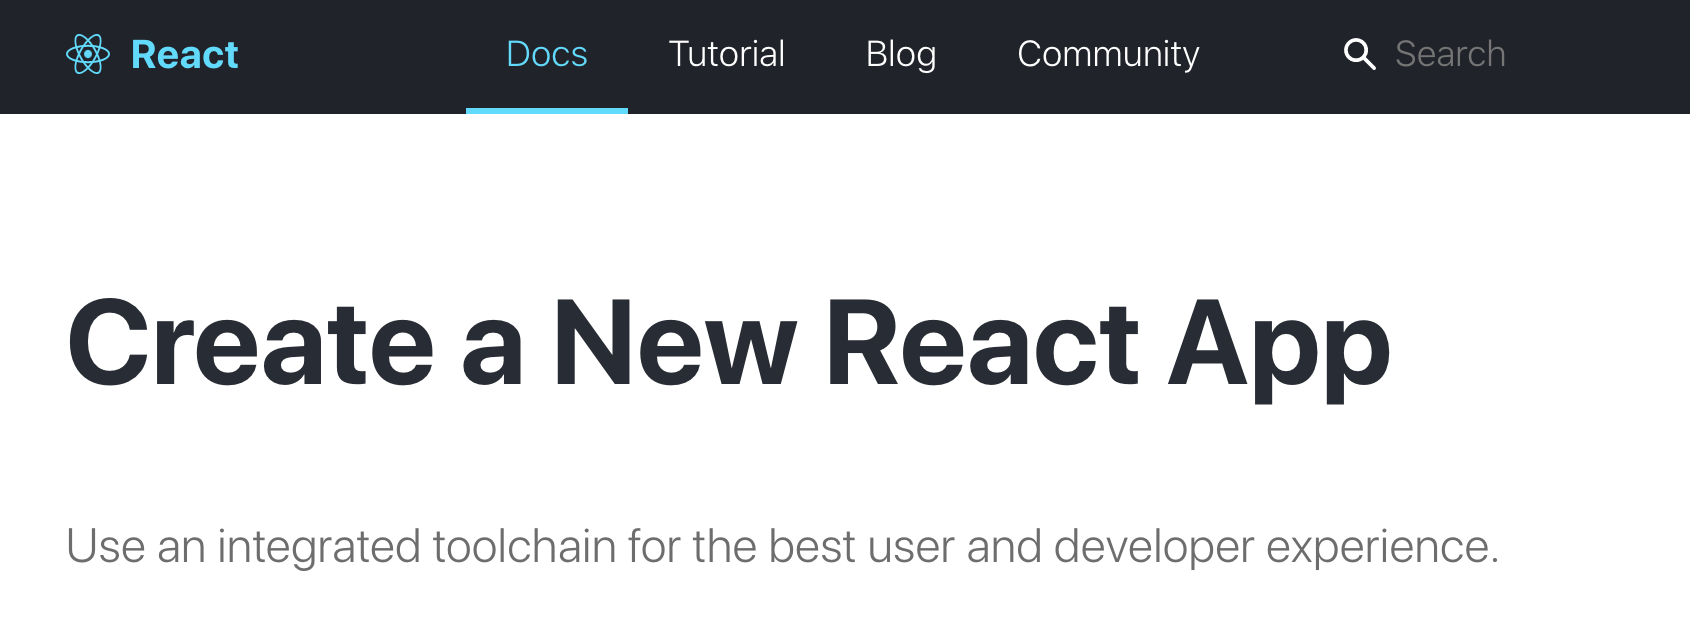 React Docs Tutorial Blog Community Search
Create a New React App
Use an integrated toolchain for the best user and developer experience.